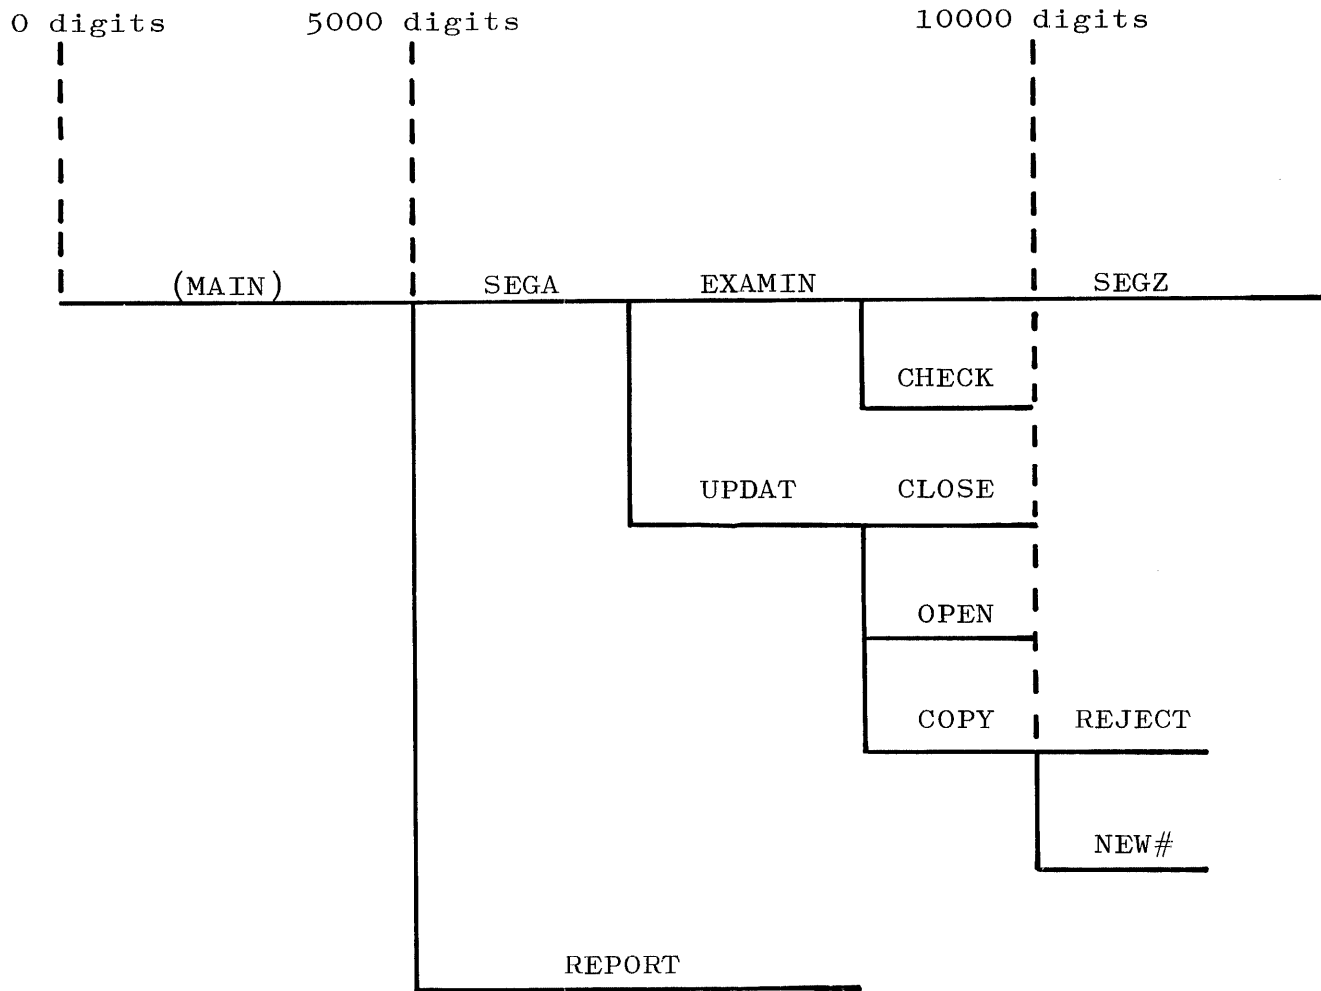 0 digits 5000 digits 10000 digits
(MAIN) SEGA EXAMIN SEGZ
CHECK
UPDAT CLOSE
OPEN
COPY REJECT
NEW#
REPORT